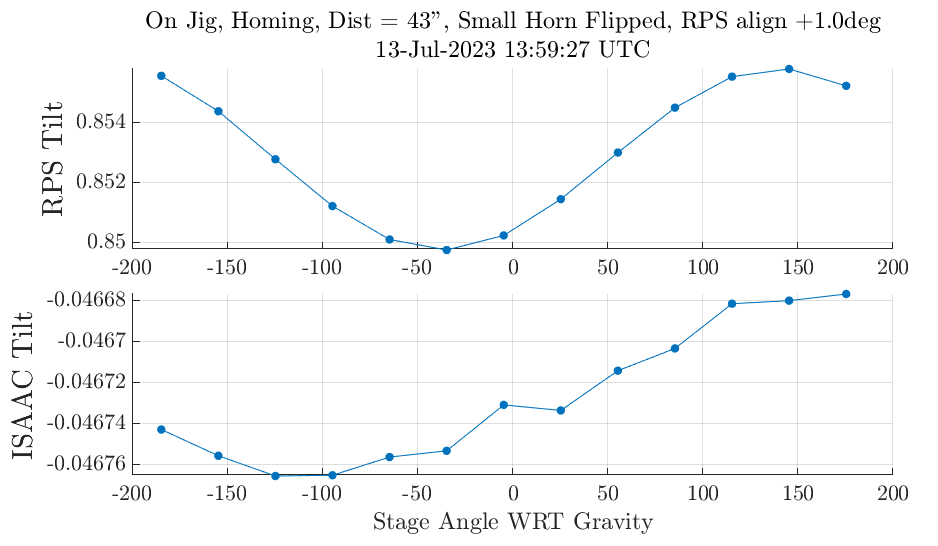 On Jig, Homing, Dist = 43", Small Horn Flipped, RPS align +1.0deg
13-Jul-2023 13:59:27 UTC
RPS Tilt
0.854
0.852
0.85
-200 -150 -100 -50 0 50 100 150 200
ISAAC Tilt
-0.04668
-0.0467
-0.04672
-0.04674
-0.04676
-200 -150 -100 -50 0 50 100 150 200
Stage Angle WRT Gravity